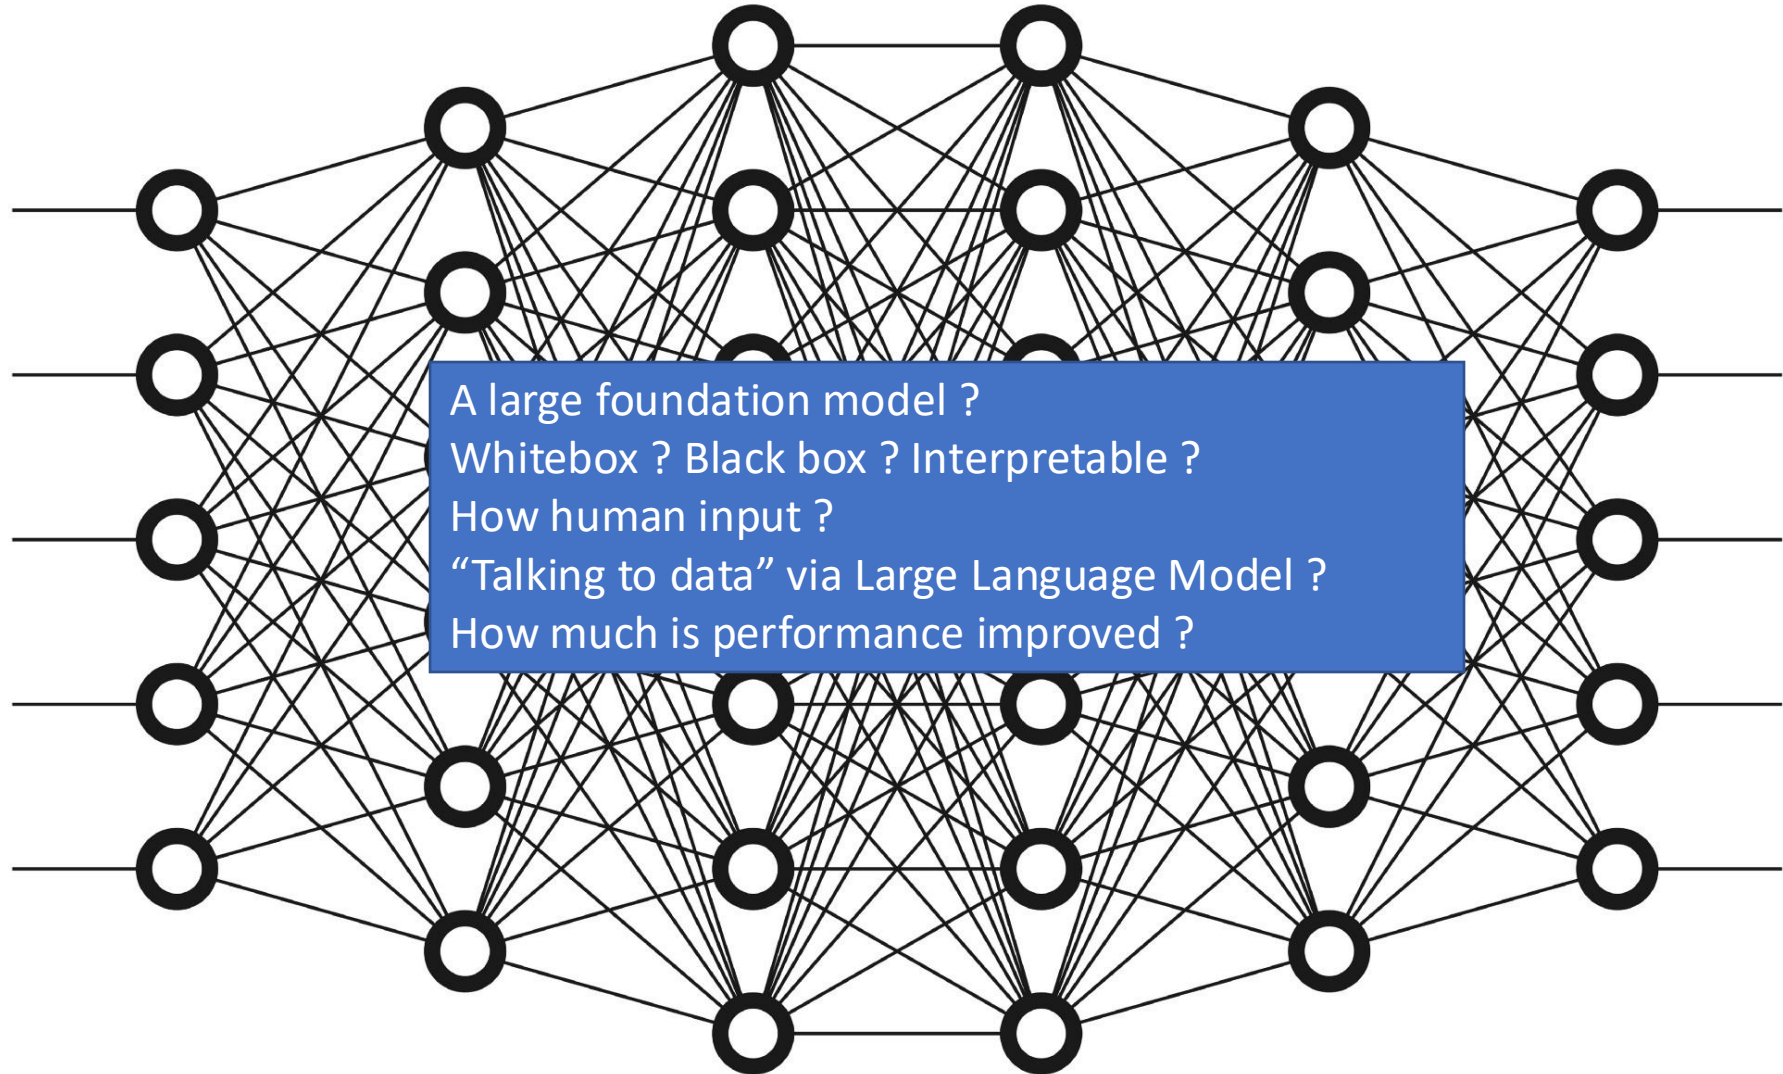 A large foundation model ?
Whitebox ? Black box ? Interpretable ?
How human input ?
“Talking to data” via Large Language Model ?
How much is performance improved ?